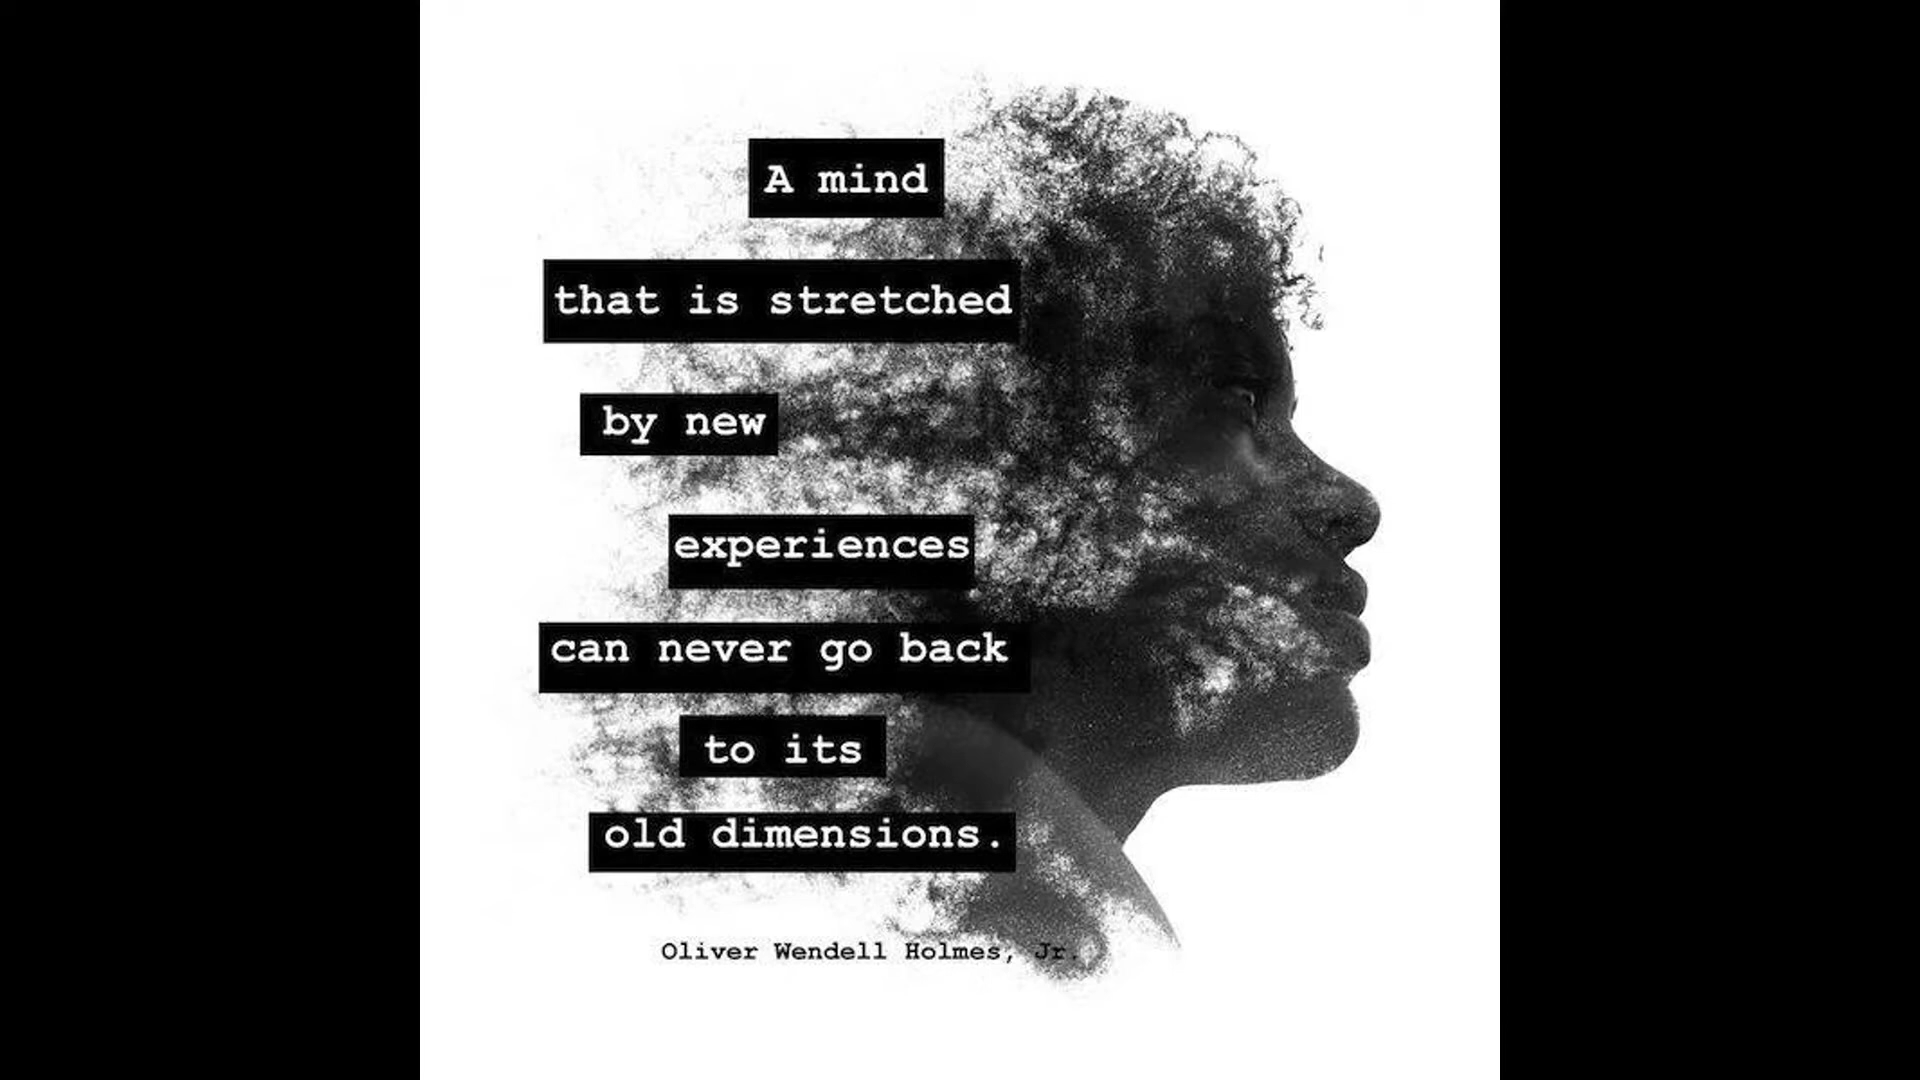 A mind
that is stretched
by new
experiences
can never go back
to its
old dimensions.
Oliver Wendell Holmes, Jr.